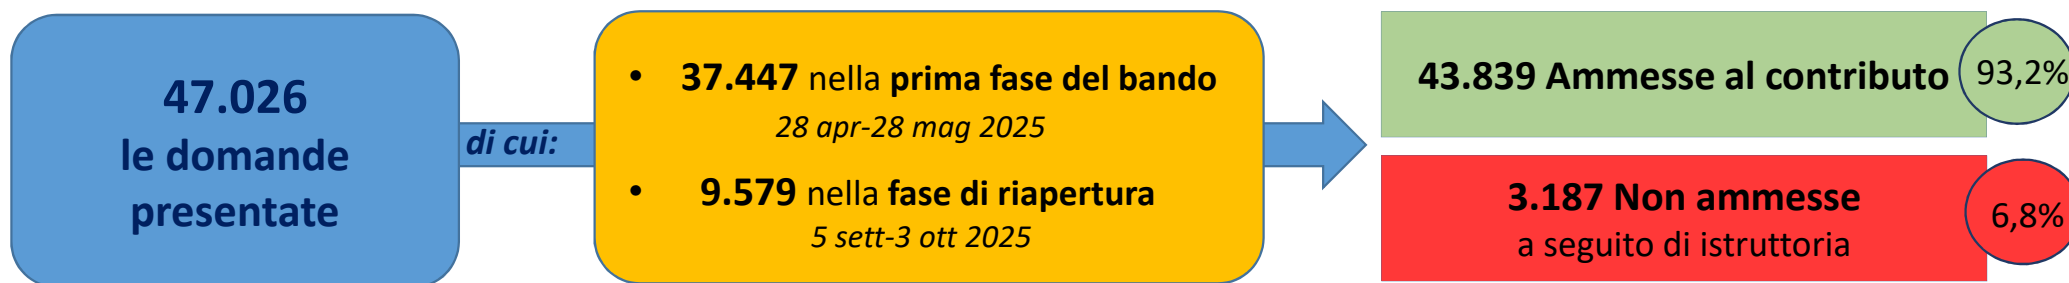 47.026
le domande
presentate
di cui:
• 37.447 nella prima fase del bando
28 apr-28 mag 2025
• 9.579 nella fase di riapertura
5 sett-3 ott 2025
43.839 Ammesse al contributo
93,2%
3.187 Non ammesse
a seguito di istruttoria
6,8%